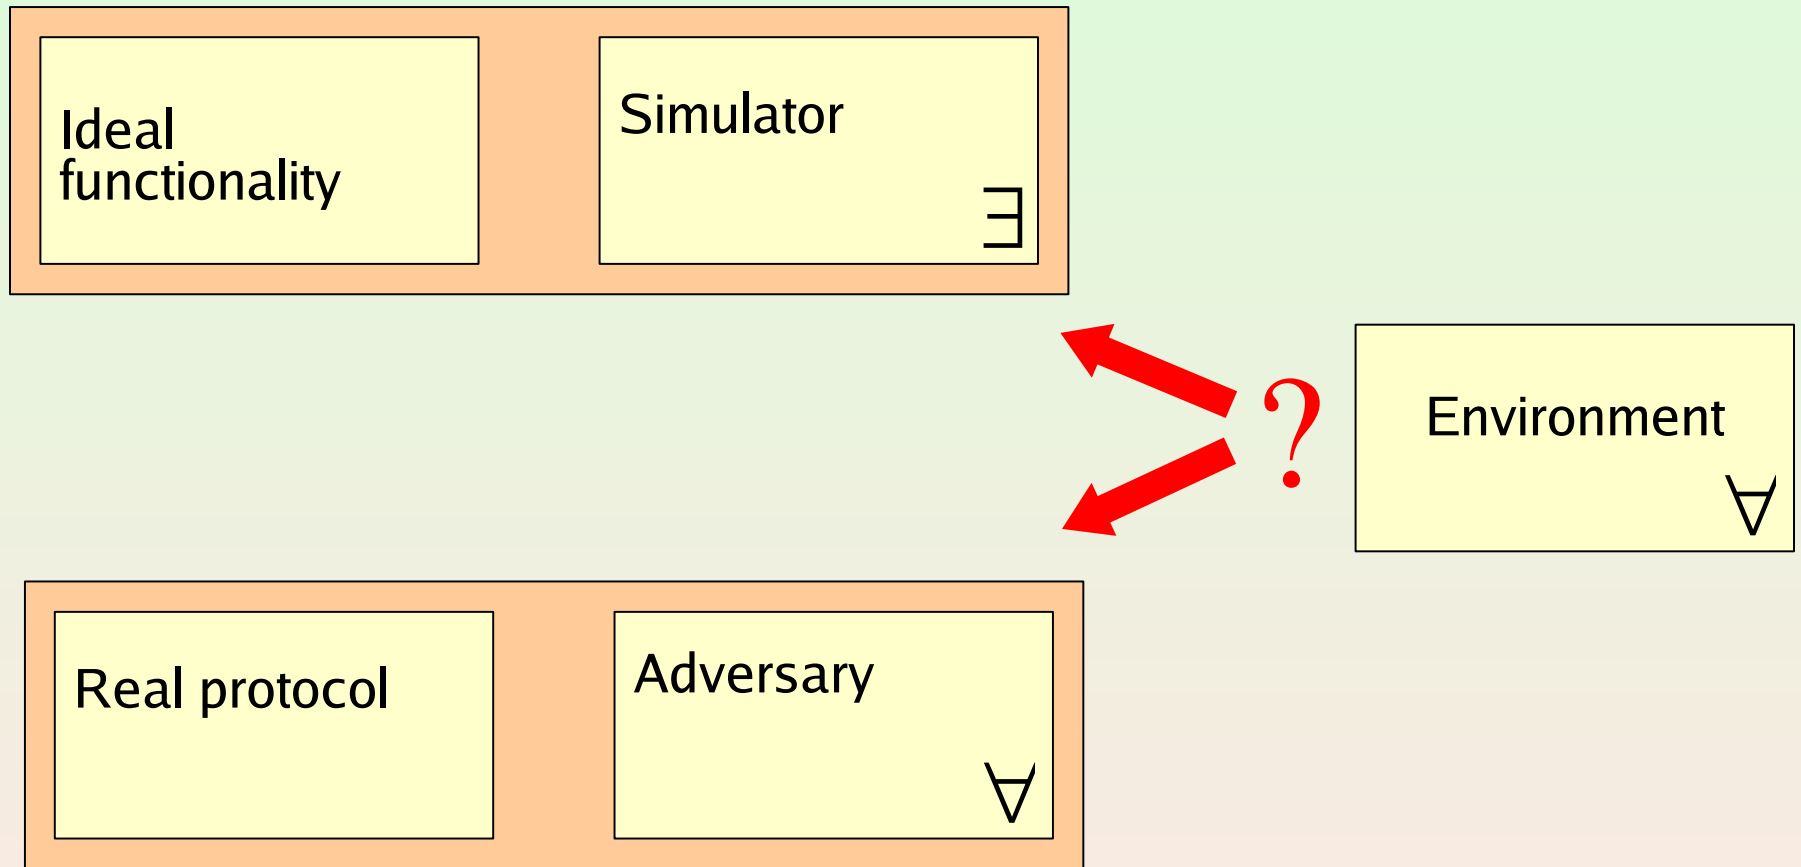 Ideal
functionality
Simulator
∃
?
Environment
∀
Real protocol
Adversary
∀